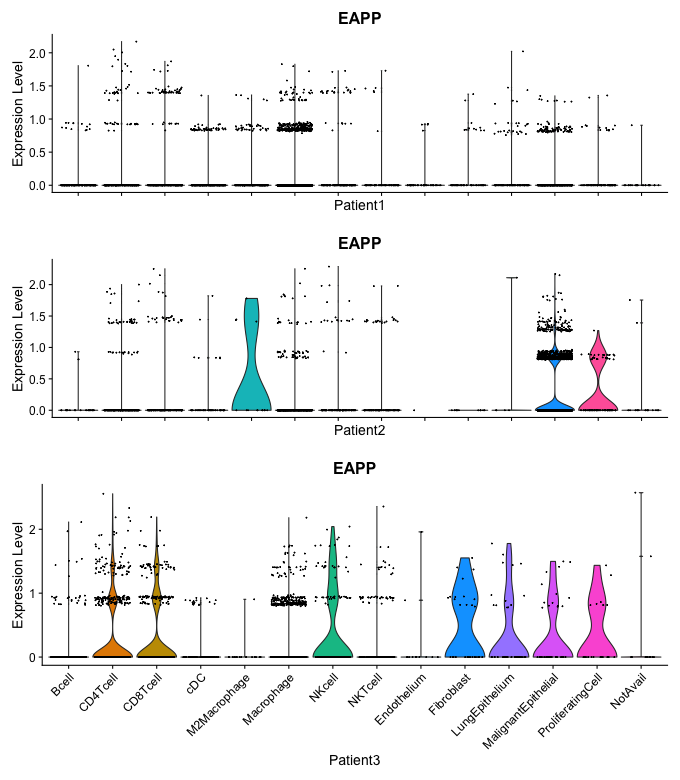 EAPP
Expression Level
2.0
1.5
1.0
0.5
0.0
Patient1
EAPP
Expression Level
2.0
1.5
1.0
0.5
0.0
Patient2
EAPP
Expression Level
2
1
0
Bcell
CD4Tcell
CD8Tcell
cDC
M2Macrophage
Macrophage
NKcell
NKTcell
Endothelium
Fibroblast
LungEpithelium
MalignantEpithelial
ProliferatingCell
NotAvail
Patient3